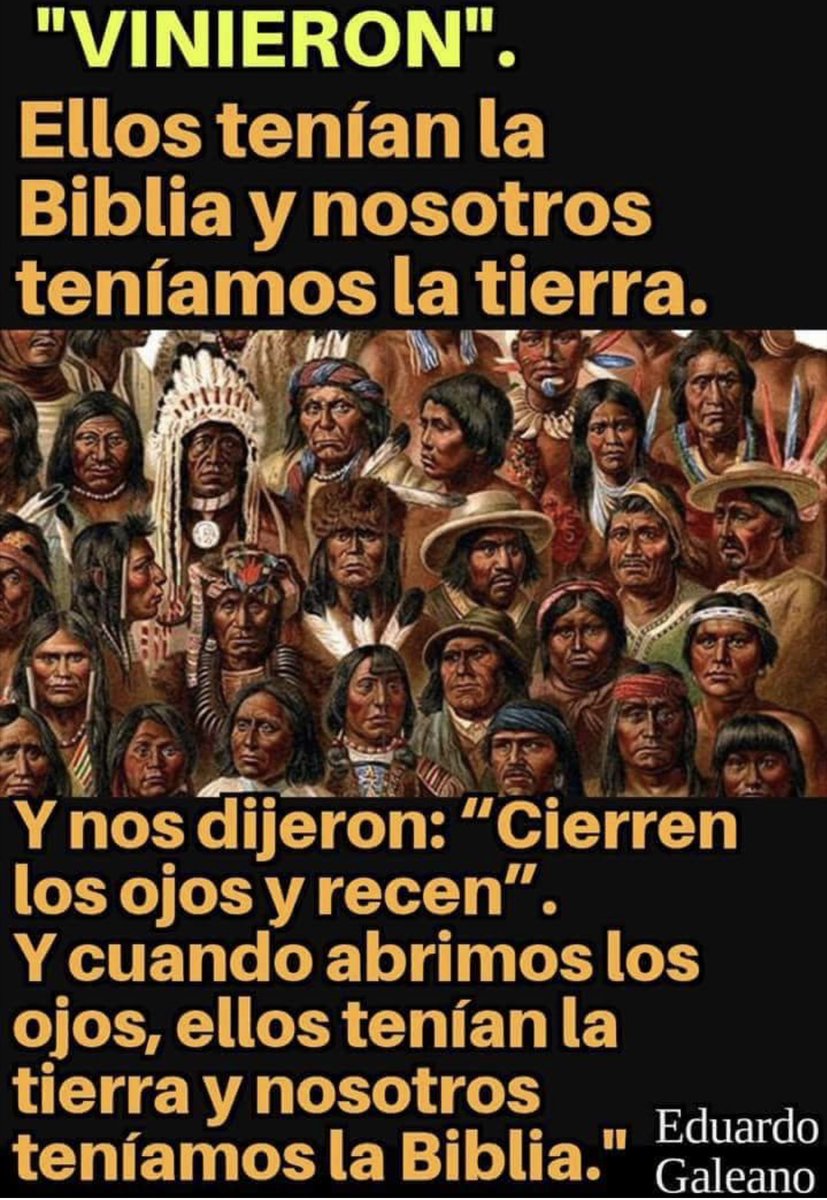 "VINIERON".
Ellos tenían la
Biblia y nosotros
teníamos la tierra.
Y nos dijeron: “Cierren
los ojos y recen”.
Y cuando abrimos los
ojos, ellos tenían la
tierra y nosotros
teníamos la Biblia."
Eduardo
Galeano